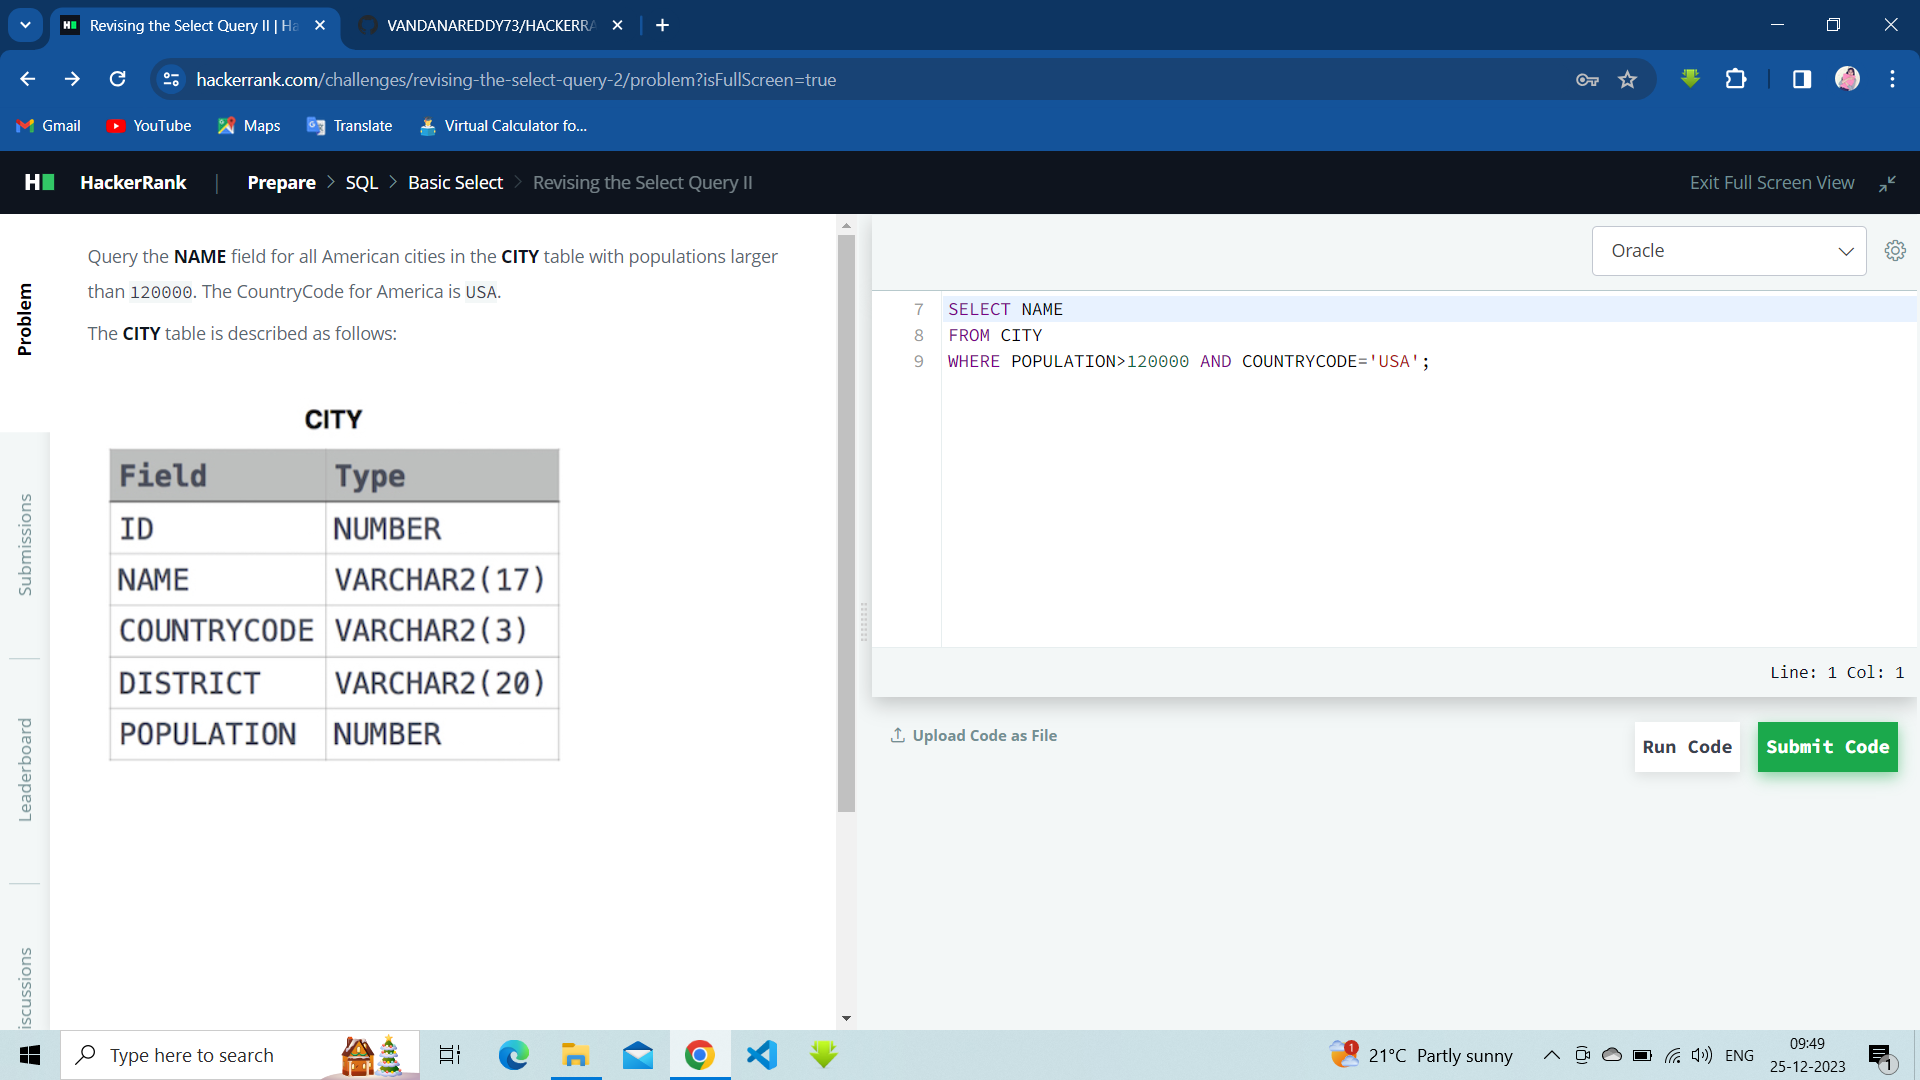 Revising the Select Query II | Ha
VANDANAREDDY73/HACKERRA
hackerrank.com/challenges/revising-the-select-query-2/problem?isFullScreen=true
Gmail
YouTube
Maps
Translate
Virtual Calculator fo...
H
HackerRank | Prepare > SQL > Basic Select > Revising the Select Query II
Exit Full Screen View
Problem
Submissions
Leaderboard
iscussions
Query the NAME field for all American cities in the CITY table with populations larger
than 120000. The CountryCode for America is USA.
The CITY table is described as follows:
CITY
Field Type
ID NUMBER
NAME VARCHAR2(17)
COUNTRYCODE VARCHAR2(3)
DISTRICT VARCHAR2(20)
POPULATION NUMBER
Oracle
7 SELECT NAME
8 FROM CITY
9 WHERE POPULATION>120000 AND COUNTRYCODE='USA';
Line: 1 Col: 1
Upload Code as File
Run Code
Submit Code
Type here to search
1
21°C Partly sunny
ENG
09:49
25-12-2023
1